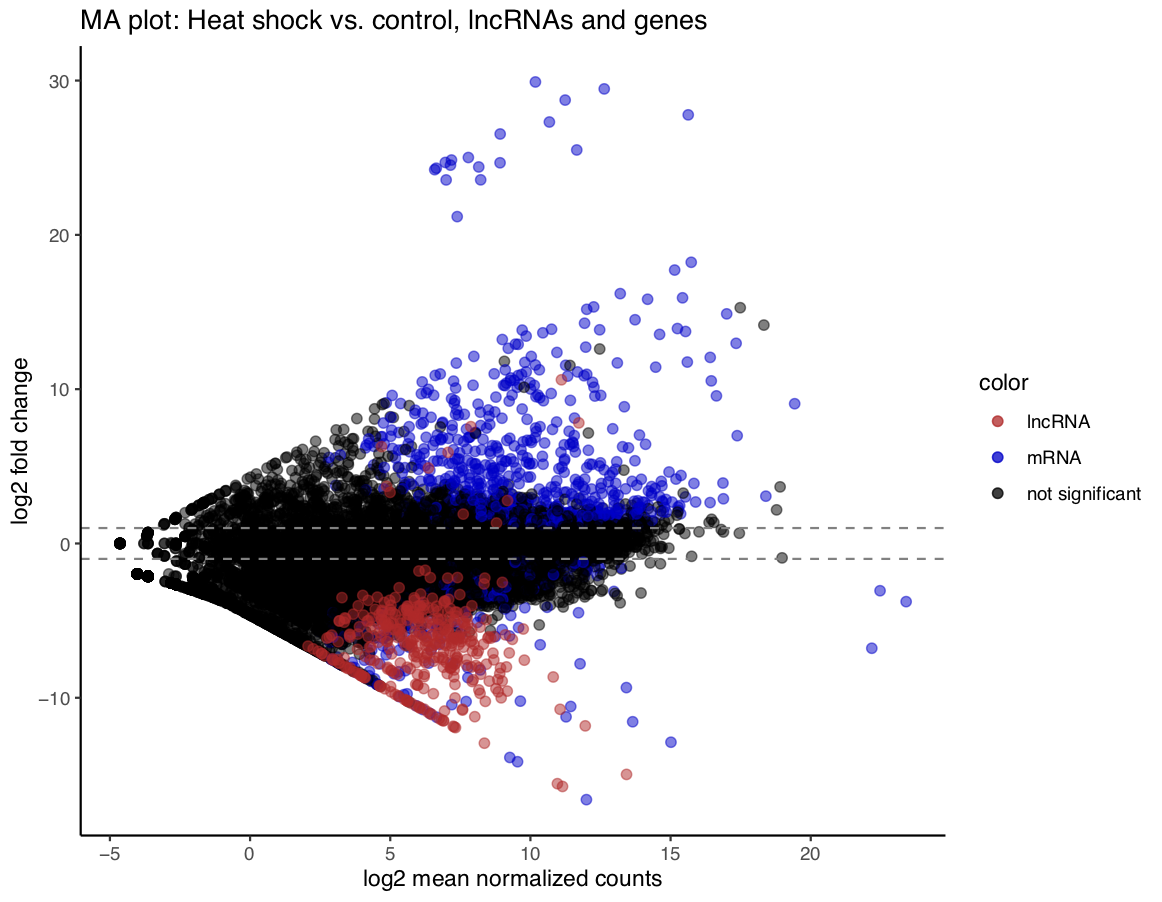 MA plot: Heat shock vs. control, lncRNAs and genes
30
20
10
0
−10
log2 fold change
−5
0
5
10
15
20
log2 mean normalized counts
color
lncRNA
mRNA
not significant